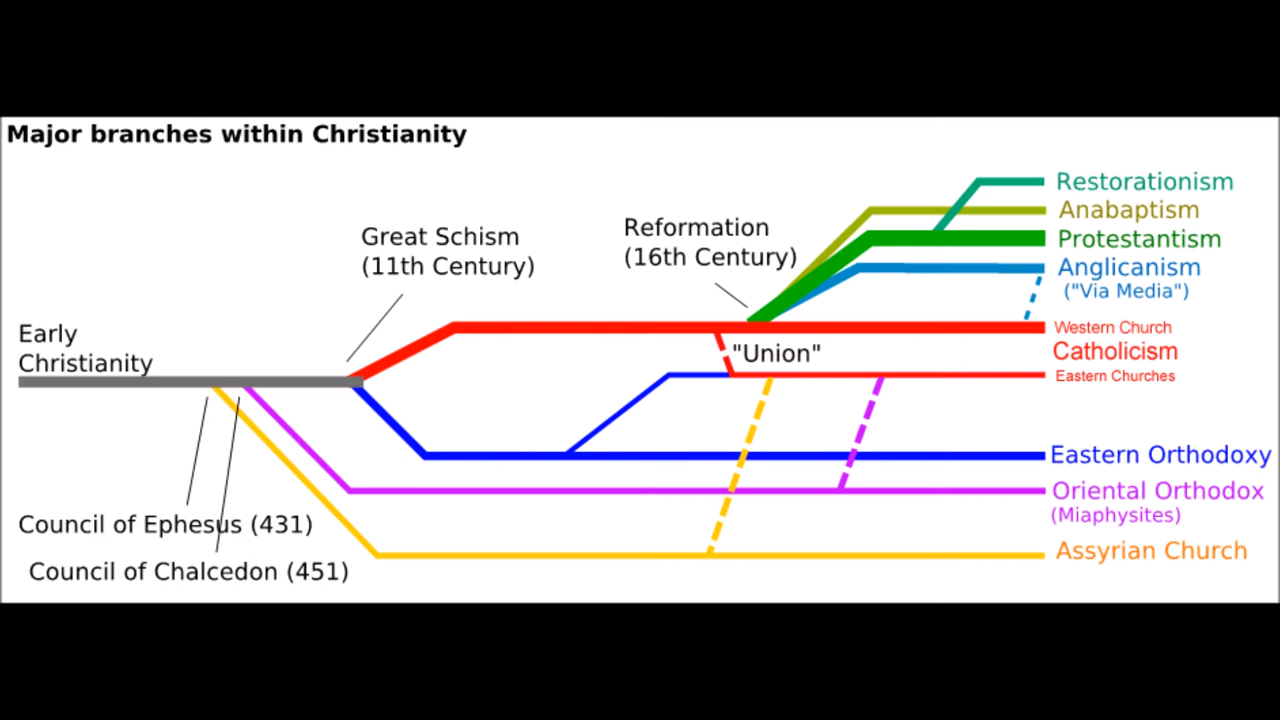 Major branches within Christianity
Restorationism
Anabaptism
Protestantism
Anglicanism
("Via Media")
Reformation
(16th Century)
Great Schism
(11th Century)
Early
Christianity
Western Church
"Union"
Catholicism
Eastern Churches
Eastern Orthodoxy
Oriental Orthodox
(Miaphysites)
Assyrian Church
Council of Ephesus (431)
Council of Chalcedon (451)